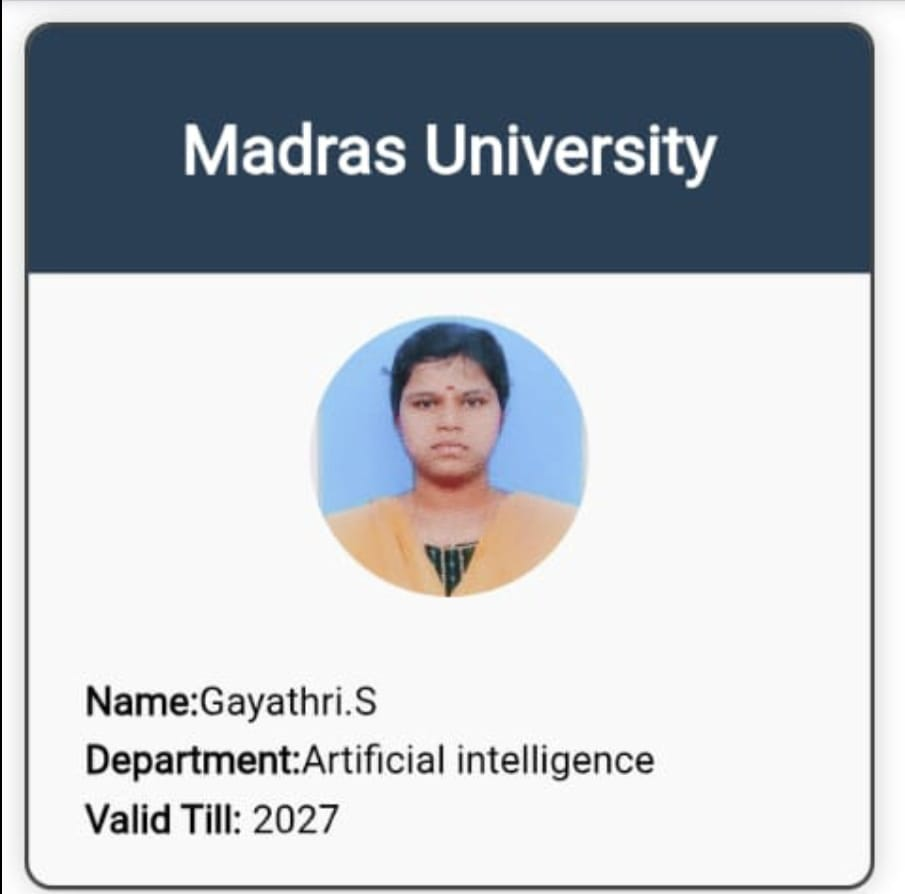 Madras University
Name:Gayathri.S
Department:Artificial intelligence
Valid Till: 2027